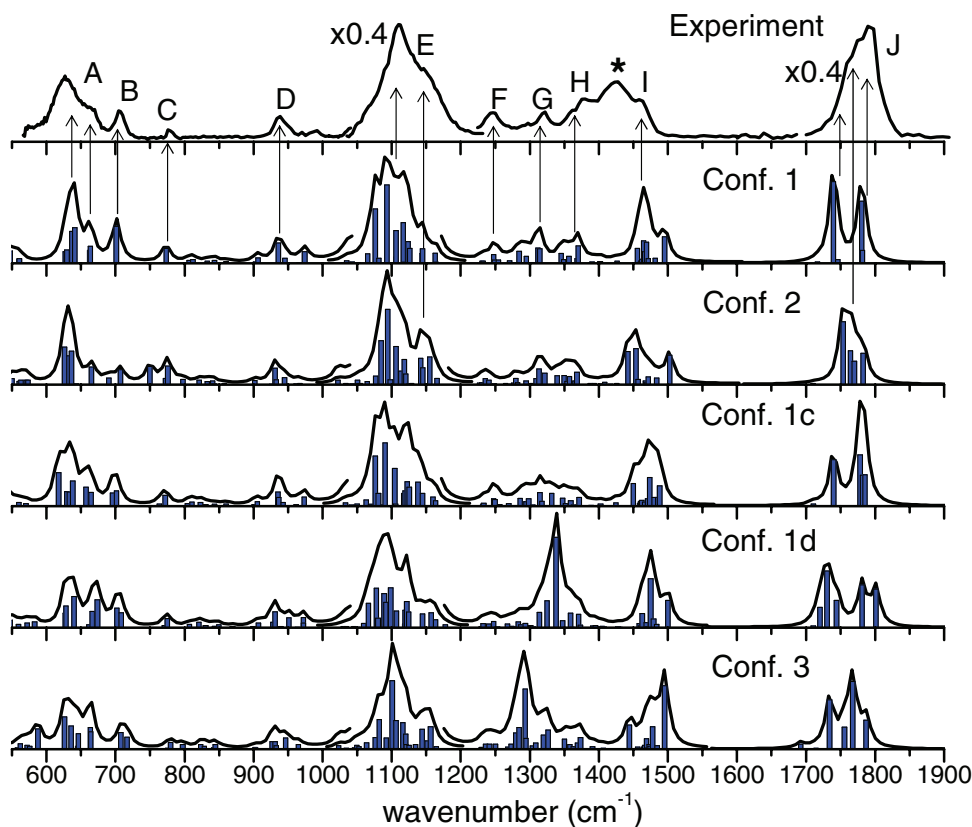 Experiment
x0.4 E J
A B C D F G H * I x0.4
Conf. 1
Conf. 2
Conf. 1c
Conf. 1d
Conf. 3
600 700 800 900 1000 1100 1200 1300 1400 1500 1600 1700 1800 1900
wavenumber (cm-1)